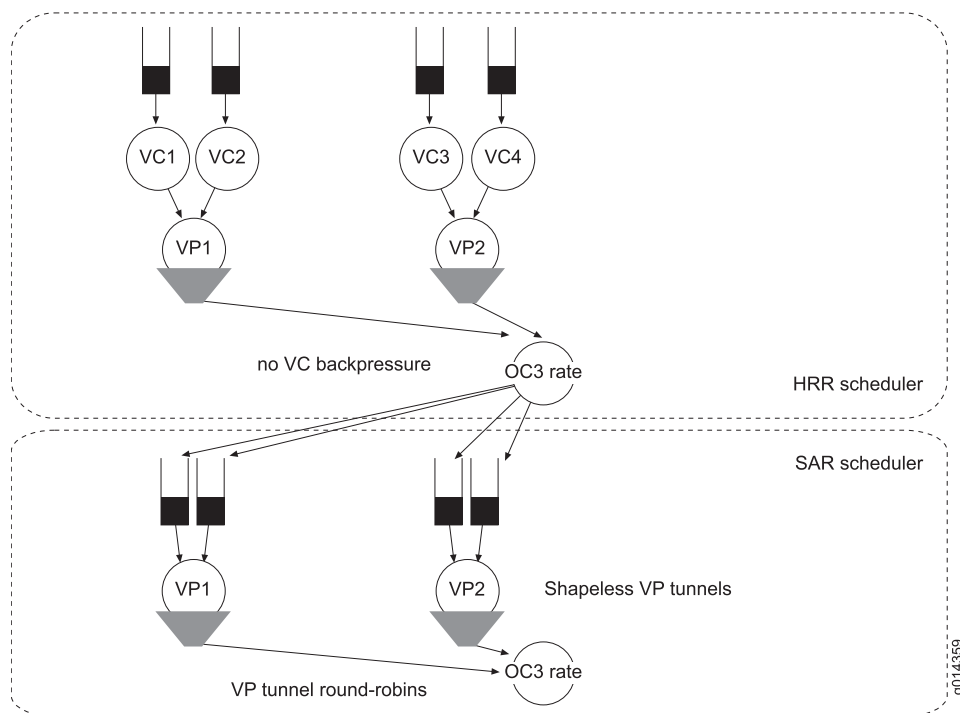 VC1
VC2
VC3
VC4
VP1
VP2
no VC backpressure
OC3 rate
HRR scheduler
SAR scheduler
VP1
VP2
Shapeless VP tunnels
OC3 rate
VP tunnel round-robins
g014359